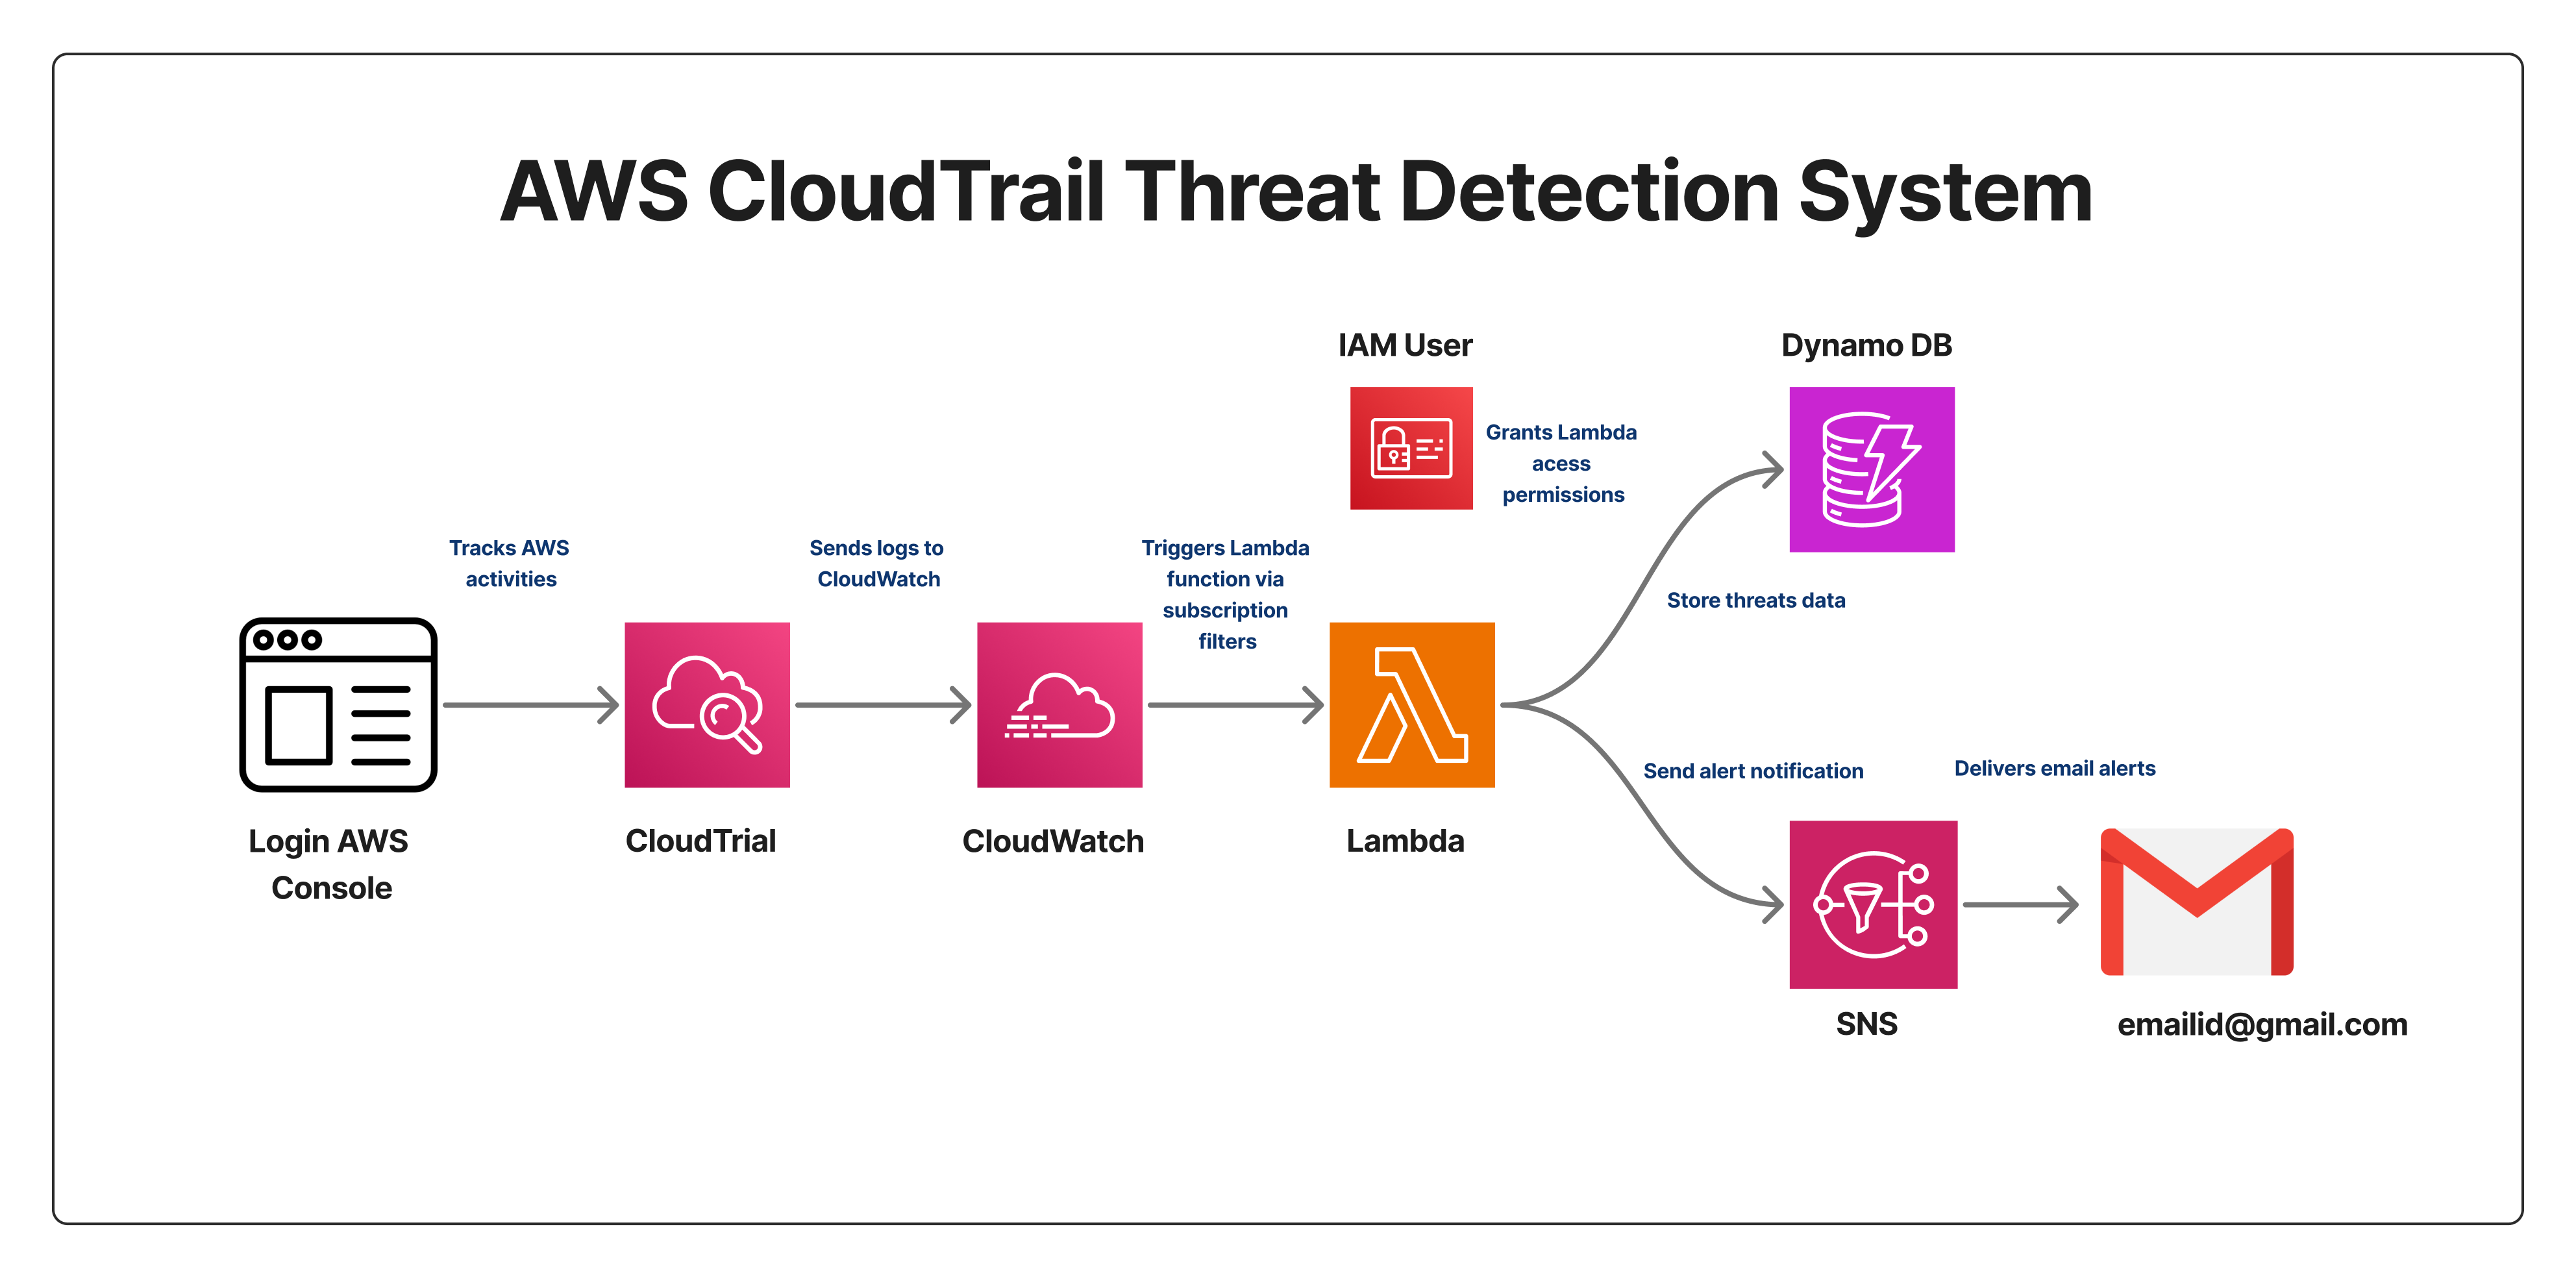 AWS CloudTrail Threat Detection System
IAM User
Dynamo DB
Grants Lambda
acess
permissions
Tracks AWS
activities
Sends logs to
CloudWatch
Triggers Lambda
function via
subscription
filters
Store threats data
Send alert notification
Delivers email alerts
Login AWS
Console
CloudTrial
CloudWatch
Lambda
SNS
emailid@gmail.com